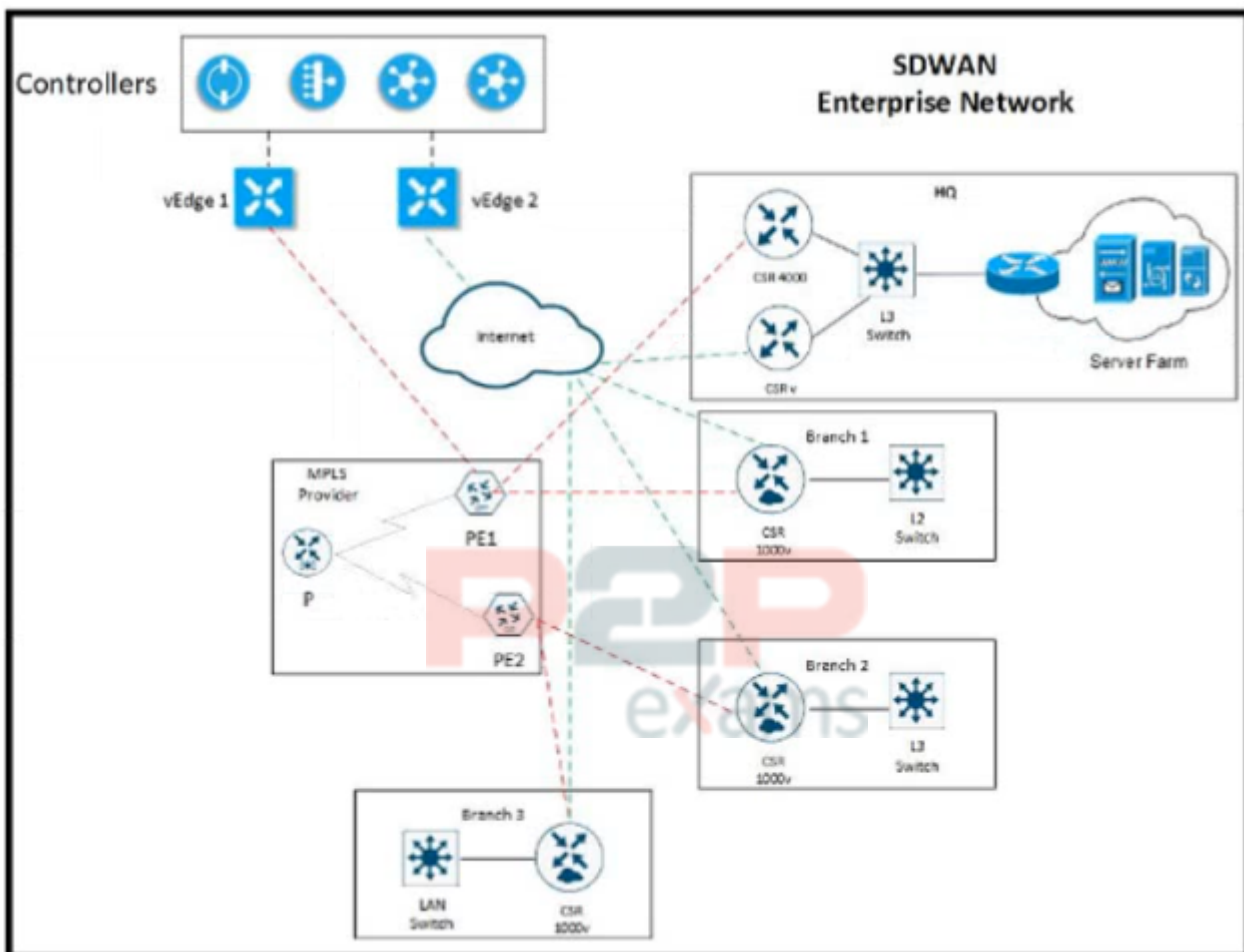 Controllers
SDWAN
Enterprise Network
vEdge 1
vEdge 2
HQ
CSR 4000
L3
Switch
CSR v
Server Farm
Internet
Branch 1
CSR
1000v
L2
Switch
MPLS
Provider
PE1
P
PE2
P2P
exams
Branch 2
CSR
1000v
L3
Switch
Branch 3
LAN
Switch
CSR
1000v